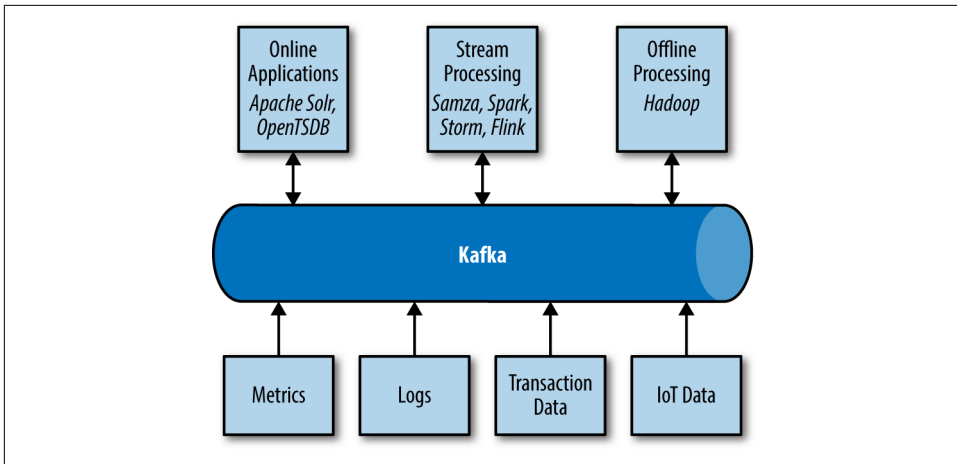 Online
Applications
Apache Solr,
OpenTSDB
Stream
Processing
Samza, Spark,
Storm, Flink
Offline
Processing
Hadoop
Kafka
Metrics
Logs
Transaction
Data
IoT Data